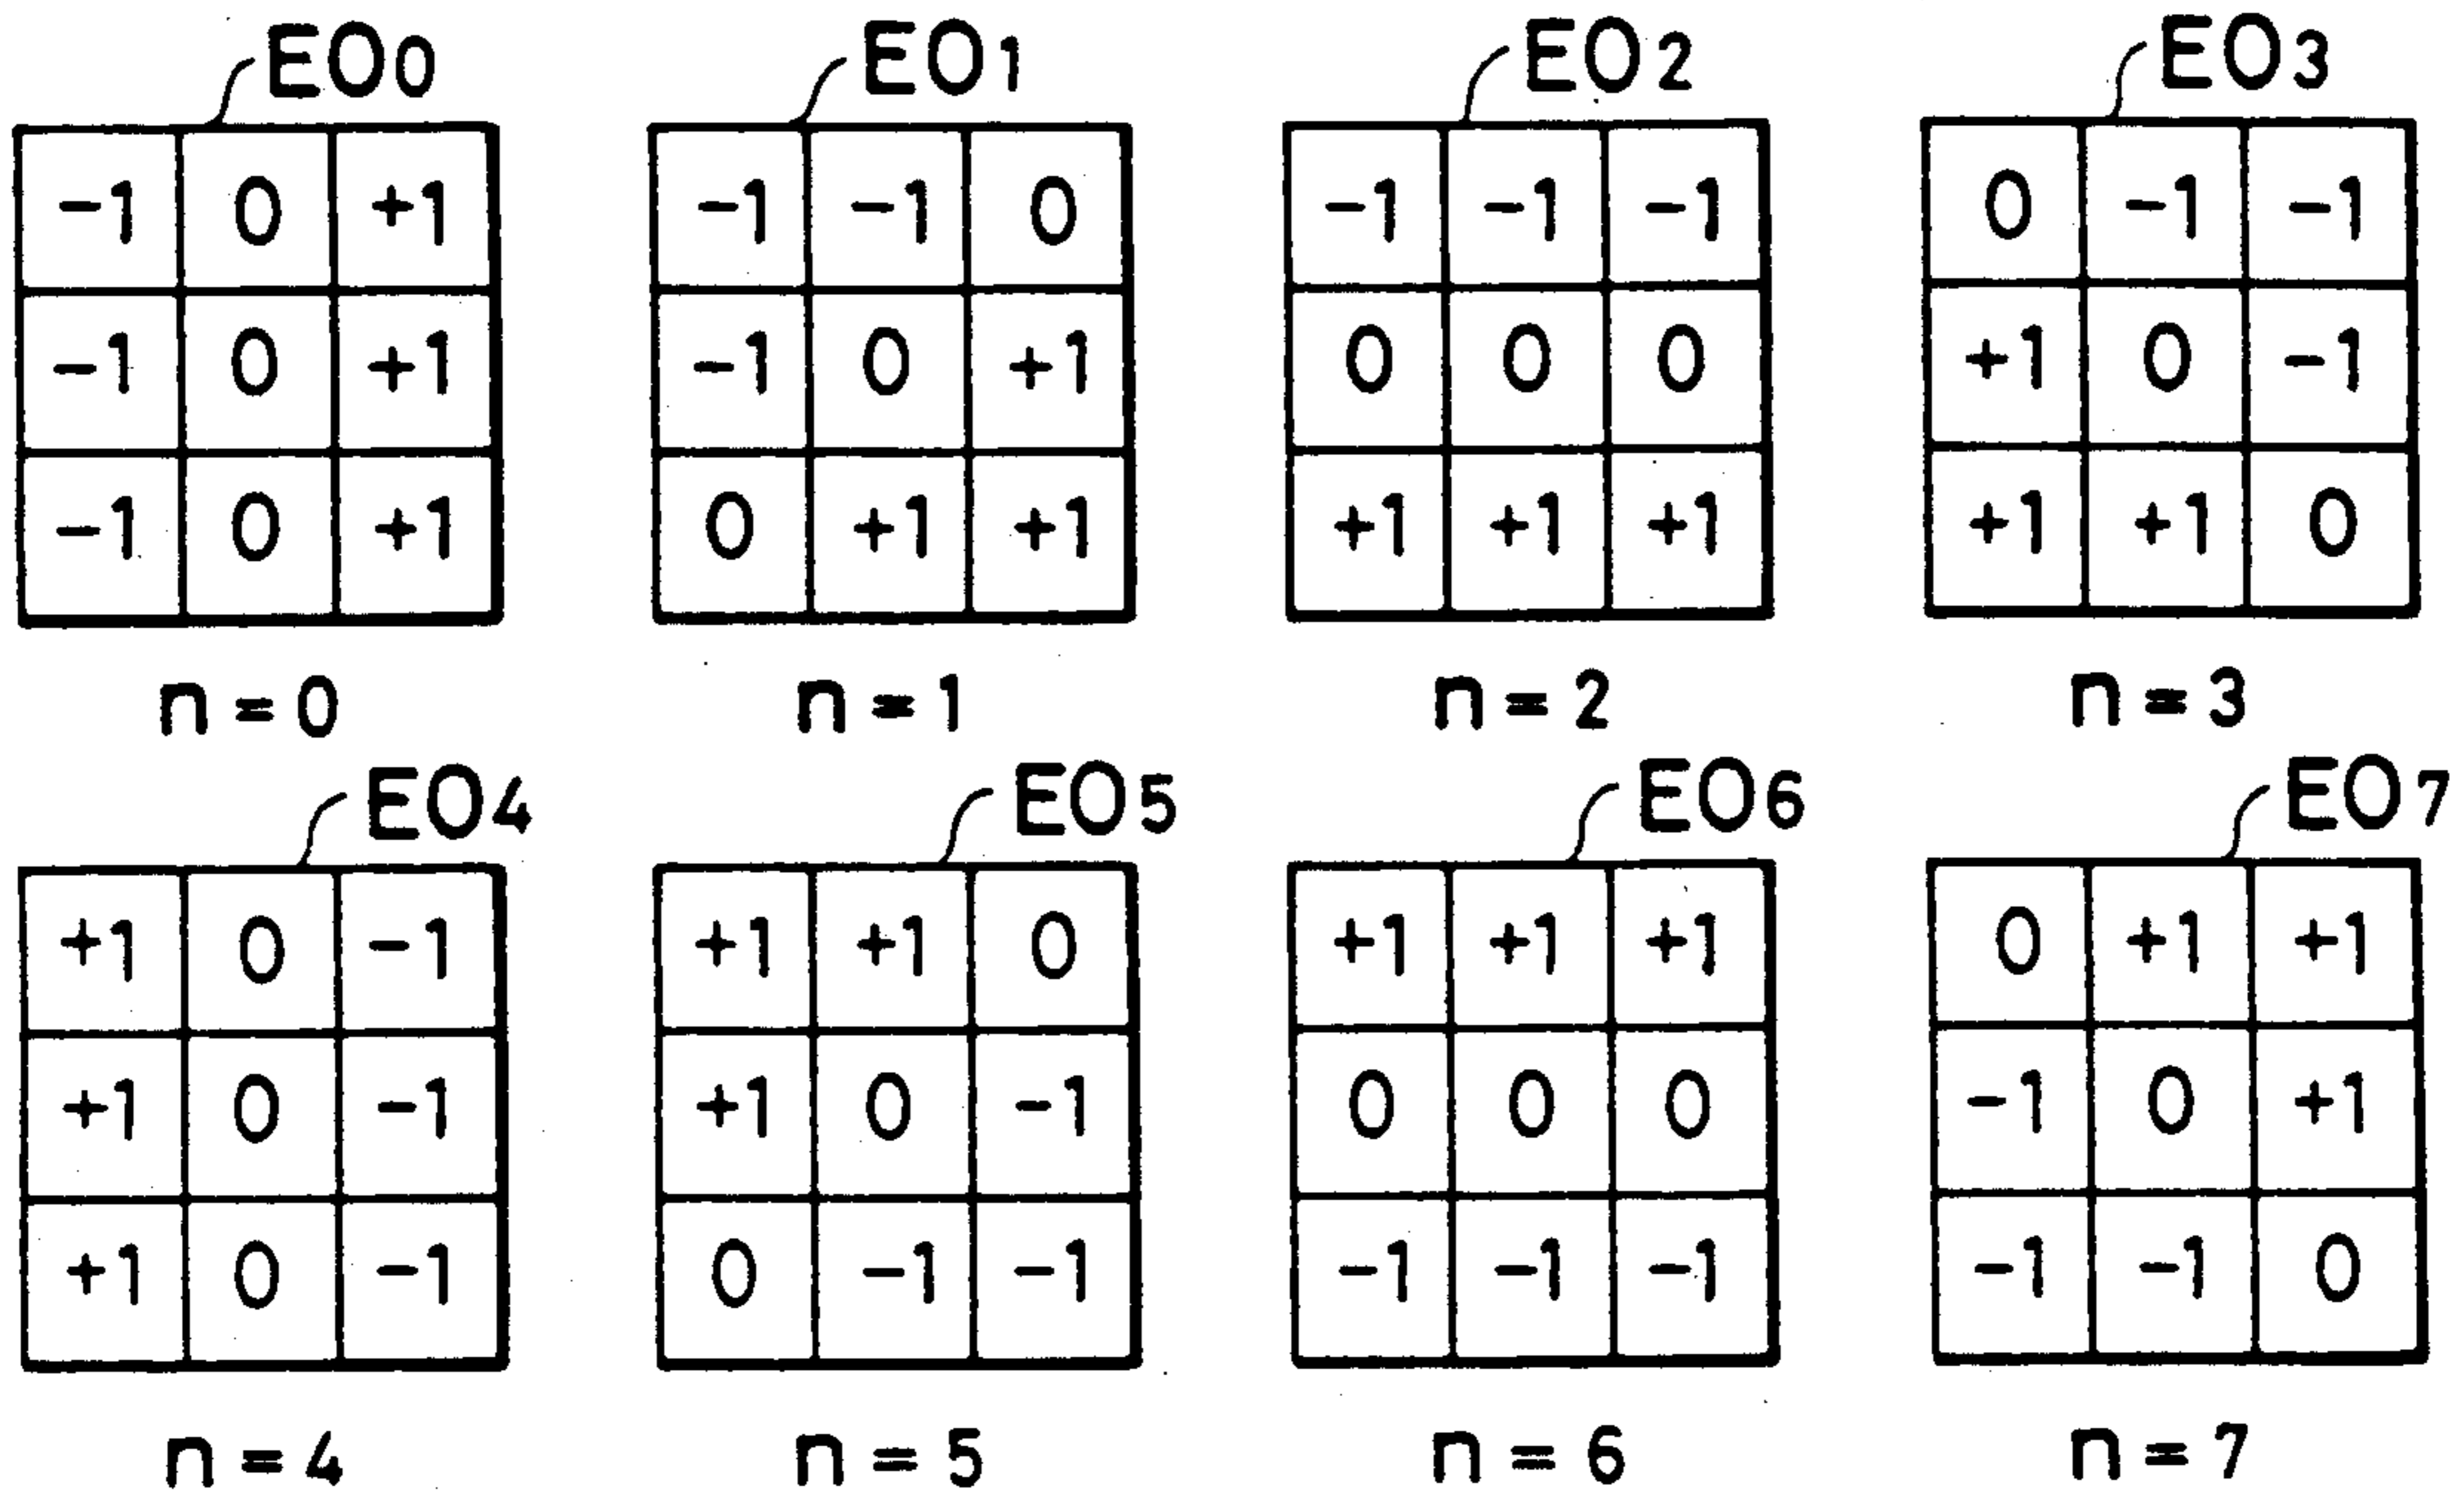 EO0 EO1 EO2 EO3
-1 0 +1 -1 -1 0 -1 -1 -1 0 -1 -1
-1 0 +1 -1 0 +1 0 0 0 +1 0 -1
-1 0 +1 0 +1 +1 +1 +1 +1 +1 +1 0
n=0 n=1 n=2 n=3
EO4 EO5 EO6 EO7
+1 0 -1 +1 +1 0 +1 +1 +1 0 +1 +1
+1 0 -1 +1 0 -1 0 0 0 -1 0 +1
+1 0 -1 0 -1 -1 -1 -1 -1 -1 -1 0
n=4 n=5 n=6 n=7